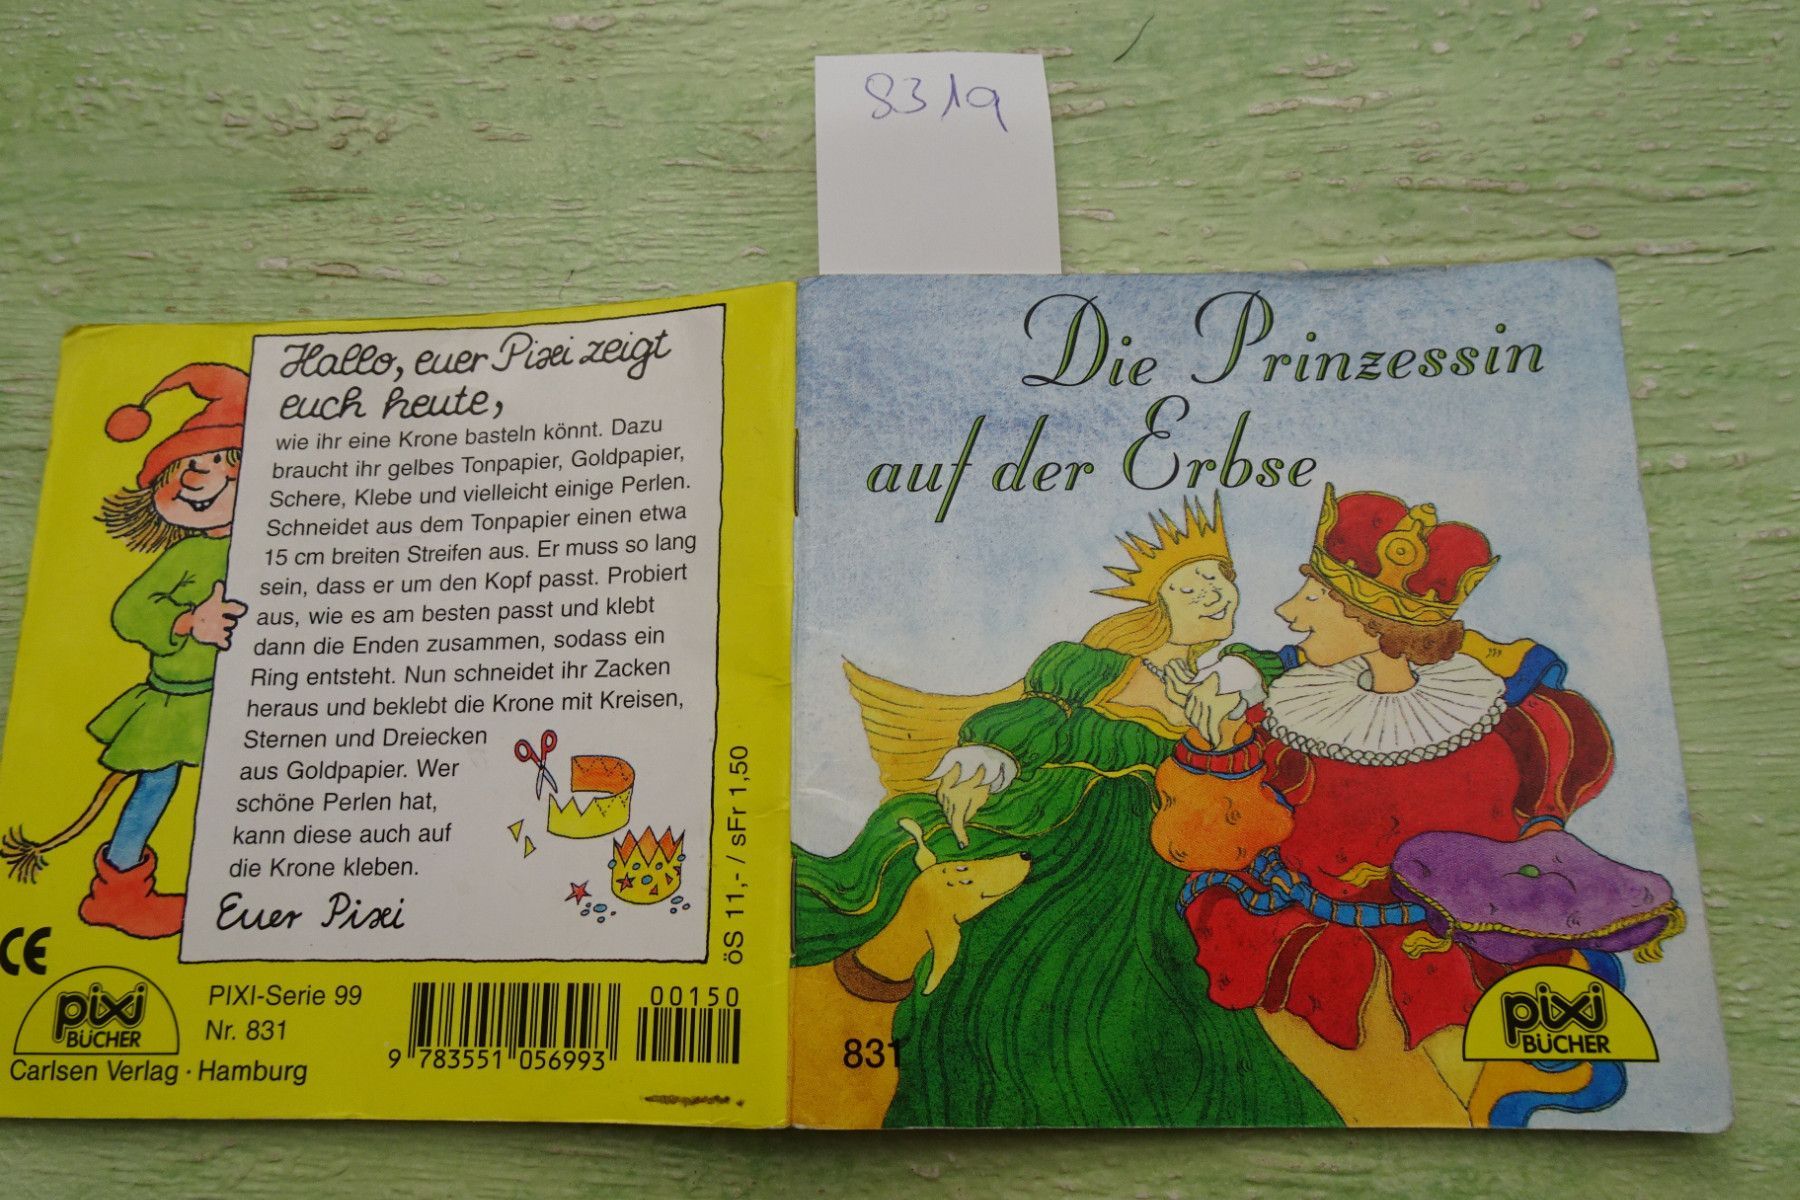 831a
Hallo, euer Pixi zeigt
euch heute,
wie ihr eine Krone basteln könnt. Dazu
braucht ihr gelbes Tonpapier, Goldpapier,
Schere, Klebe und vielleicht einige Perlen.
Schneidet aus dem Tonpapier einen etwa
15 cm breiten Streifen aus. Er muss so lang
sein, dass er um den Kopf passt. Probiert
aus, wie es am besten passt und klebt
dann die Enden zusammen, sodass ein
Ring entsteht. Nun schneidet ihr Zacken
heraus und beklebt die Krone mit Kreisen,
Sternen und Dreiecken
aus Goldpapier. Wer
schöne Perlen hat,
kann diese auch auf
die Krone kleben.
Euer Pixi
öS 11,- / sFr 1,50
CE
pixi
BÜCHER
PIXI-Serie 99
Nr. 831
Carlsen Verlag · Hamburg
00150
9 783551 056993
Die Prinzessin
auf der Erbse
831
pixi
BÜCHER